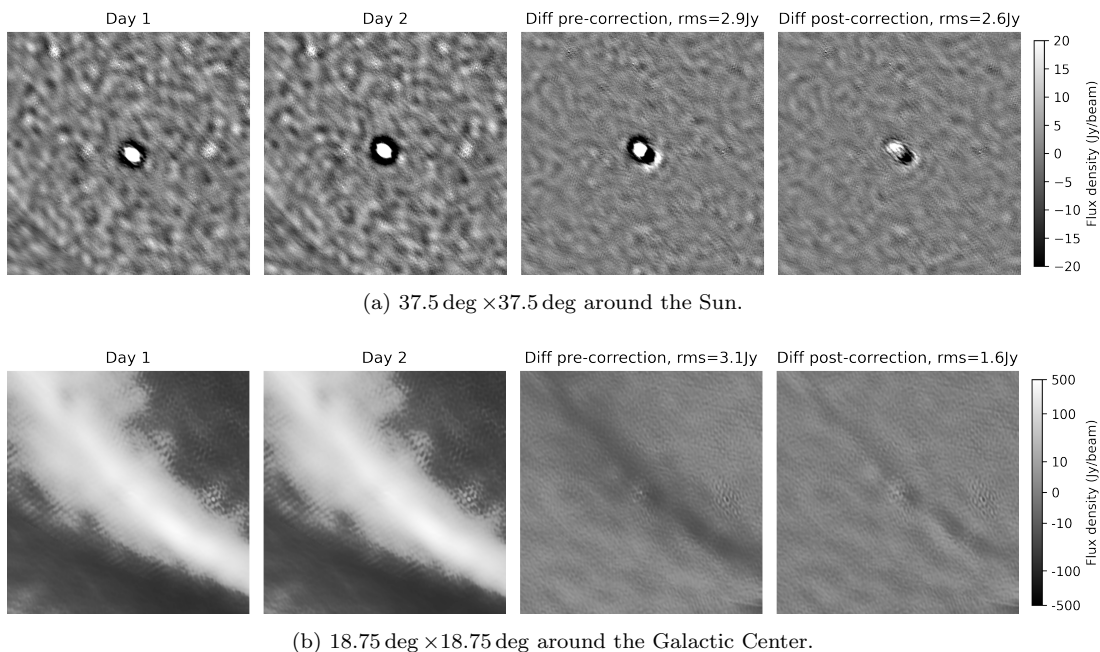 Day 1
Day 2
Diff pre-correction, rms=2.9Jy
Diff post-correction, rms=2.6Jy
20
15
10
5
0
−5
−10
−15
−20
Flux density (Jy/beam)
(a) 37.5 deg ×37.5 deg around the Sun.
Day 1
Day 2
Diff pre-correction, rms=3.1Jy
Diff post-correction, rms=1.6Jy
500
100
10
0
-10
-100
-500
Flux density (Jy/beam)
(b) 18.75 deg ×18.75 deg around the Galactic Center.